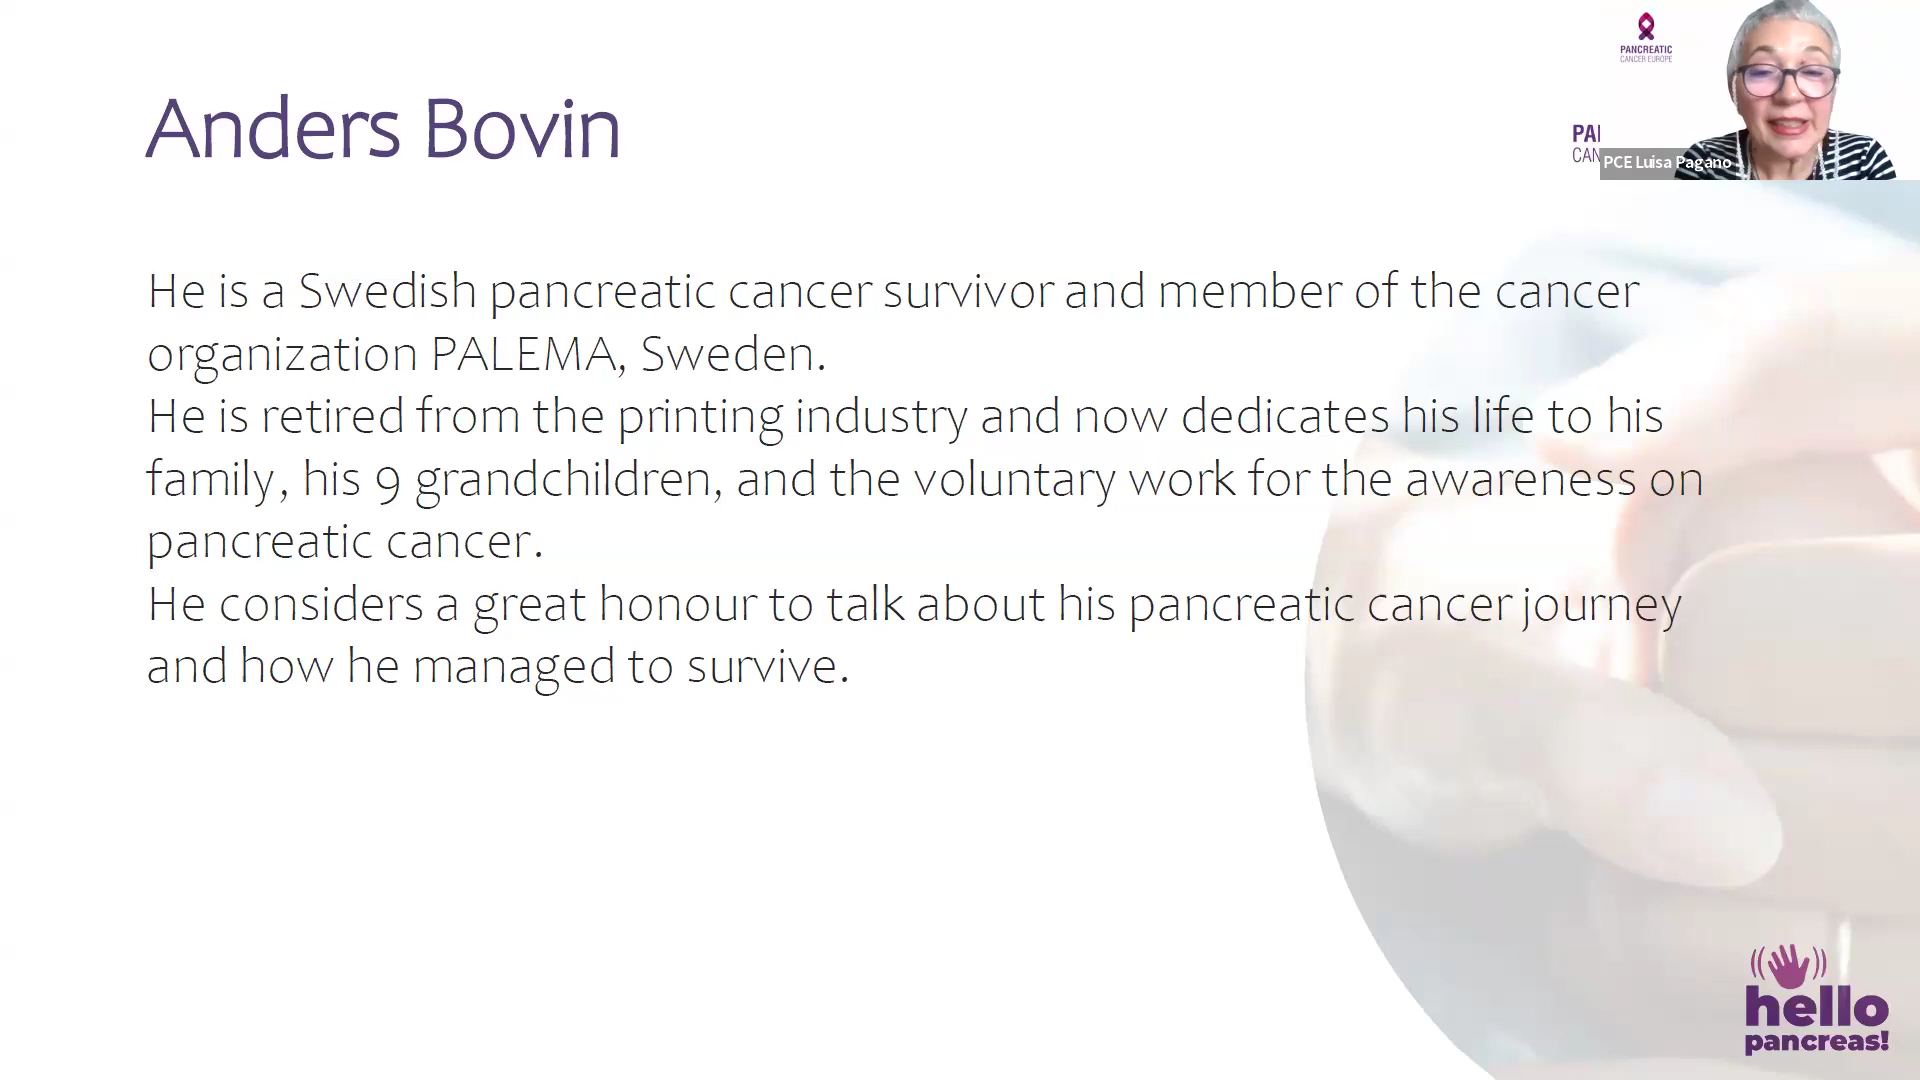 PANCREATIC
CANCER EUROPE
Anders Bovin
PCE Luisa Pagano
He is a Swedish pancreatic cancer survivor and member of the cancer
organization PALEMA, Sweden.
He is retired from the printing industry and now dedicates his life to his
family, his 9 grandchildren, and the voluntary work for the awareness on
pancreatic cancer.
He considers a great honour to talk about his pancreatic cancer journey
and how he managed to survive.
hello
pancreas!